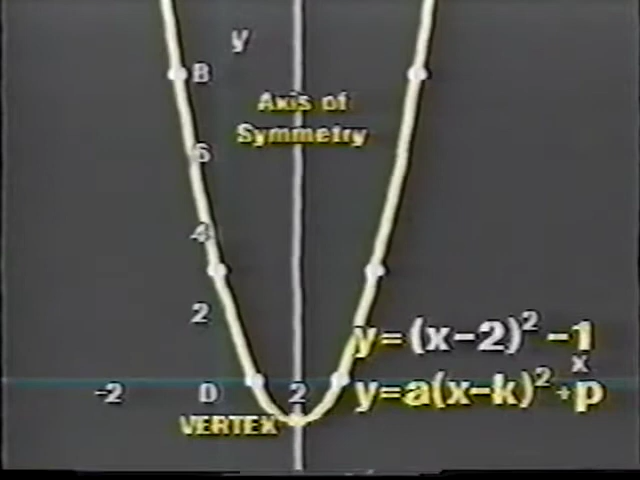 y
8
Axis of
Symmetry
6
4
2
y=(x-2)²-1
x
-2 0 2
y=a(x-k)²+p
VERTEX